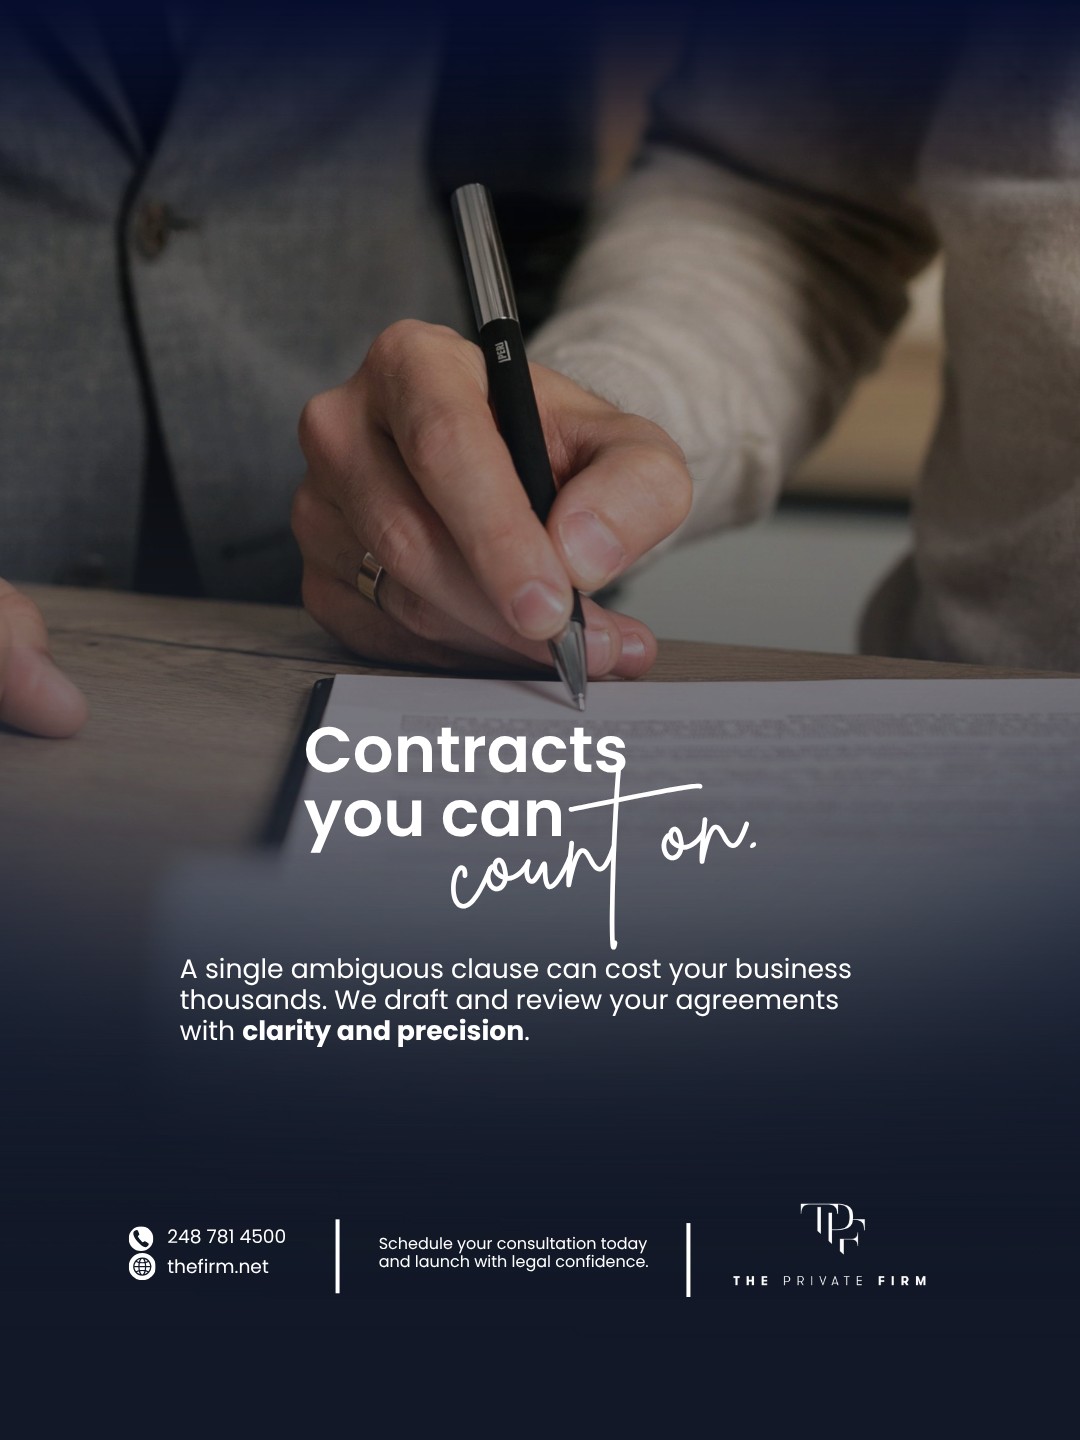 Contracts
you can
count on.
A single ambiguous clause can cost your business
thousands. We draft and review your agreements
with clarity and precision.
248 781 4500
thefirm.net
Schedule your consultation today
and launch with legal confidence.
TPF
THE PRIVATE FIRM